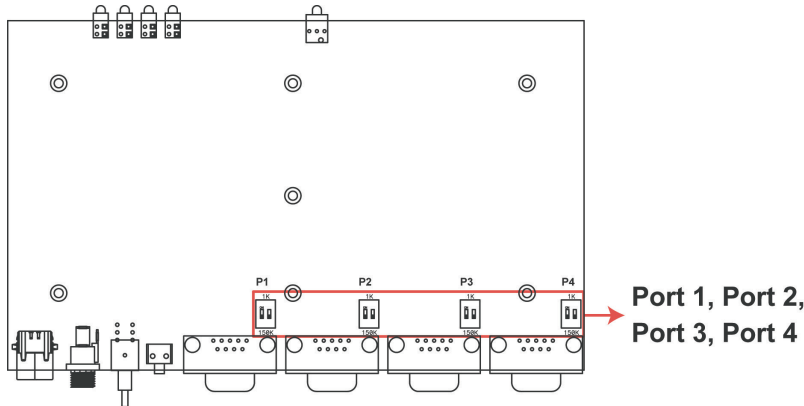 P1 P2 P3 P4
1K 1K 1K 1K
150K 150K 150K 150K
Port 1, Port 2,
Port 3, Port 4